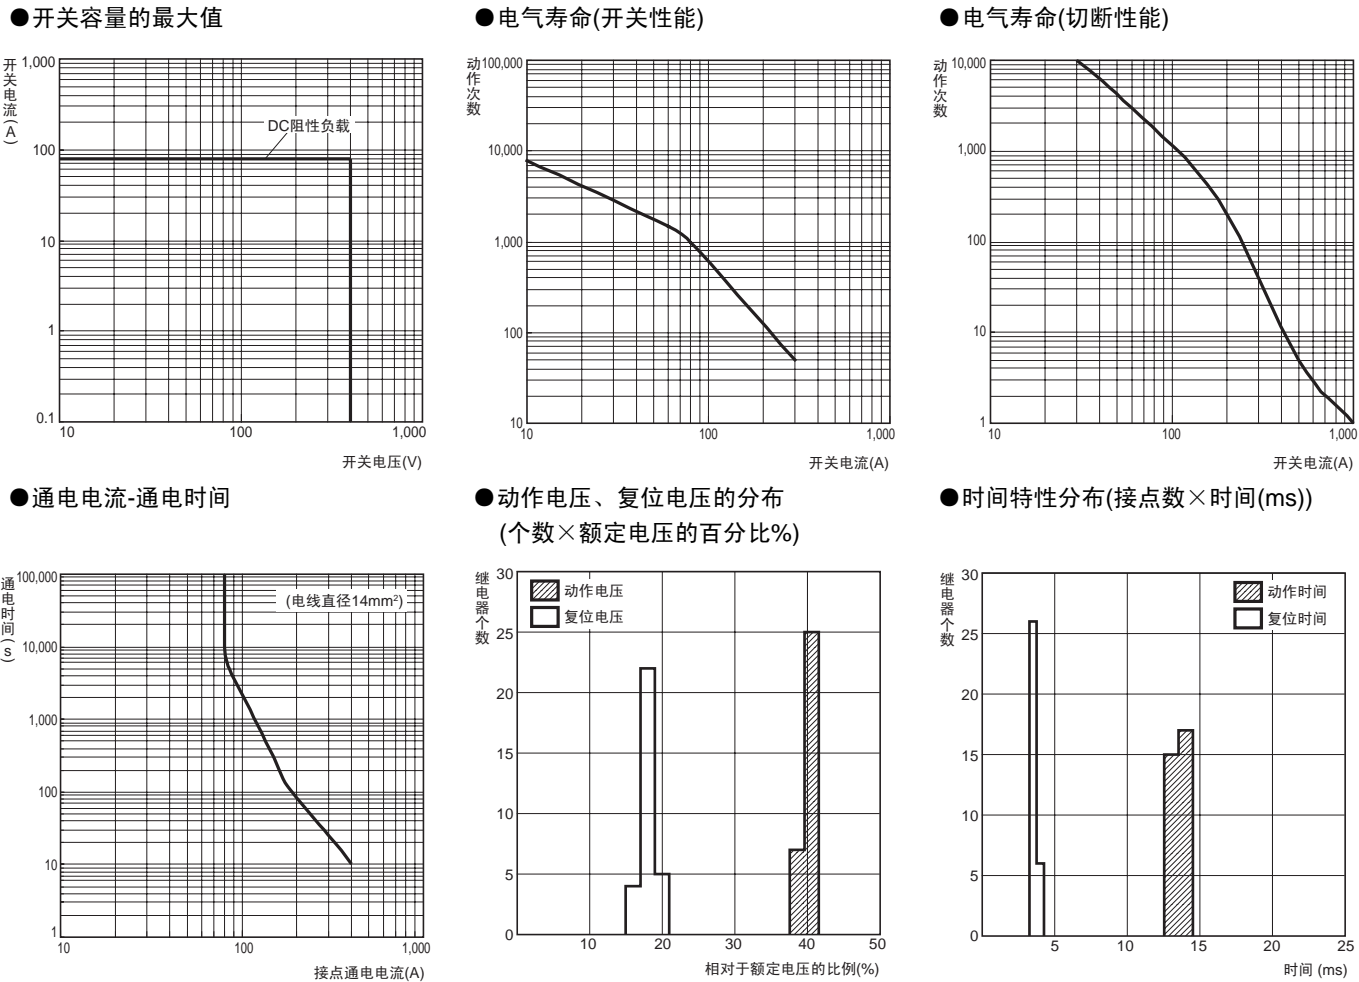 ●开关容量的最大值
开关电流(A)
1,000
100
10
1
0.1
DC阻性负载
10
100
1,000
开关电压(V)
●电气寿命(开关性能)
动作次数
100,000
10,000
1,000
100
10
10
100
1,000
开关电流(A)
●电气寿命(切断性能)
动作次数
10,000
1,000
100
10
1
10
100
1,000
开关电流(A)
●通电电流-通电时间
通电时间(s)
100,000
10,000
1,000
100
10
1
(电线直径14mm²)
10
100
1,000
接点通电电流(A)
●动作电压、复位电压的分布
(个数×额定电压的百分比%)
继电器个数
30
25
20
15
10
5
0
动作电压
复位电压
10
20
30
40
50
相对于额定电压的比例(%)
●时间特性分布(接点数×时间(ms))
继电器个数
30
25
20
15
10
5
0
动作时间
复位时间
5
10
15
20
25
时间 (ms)